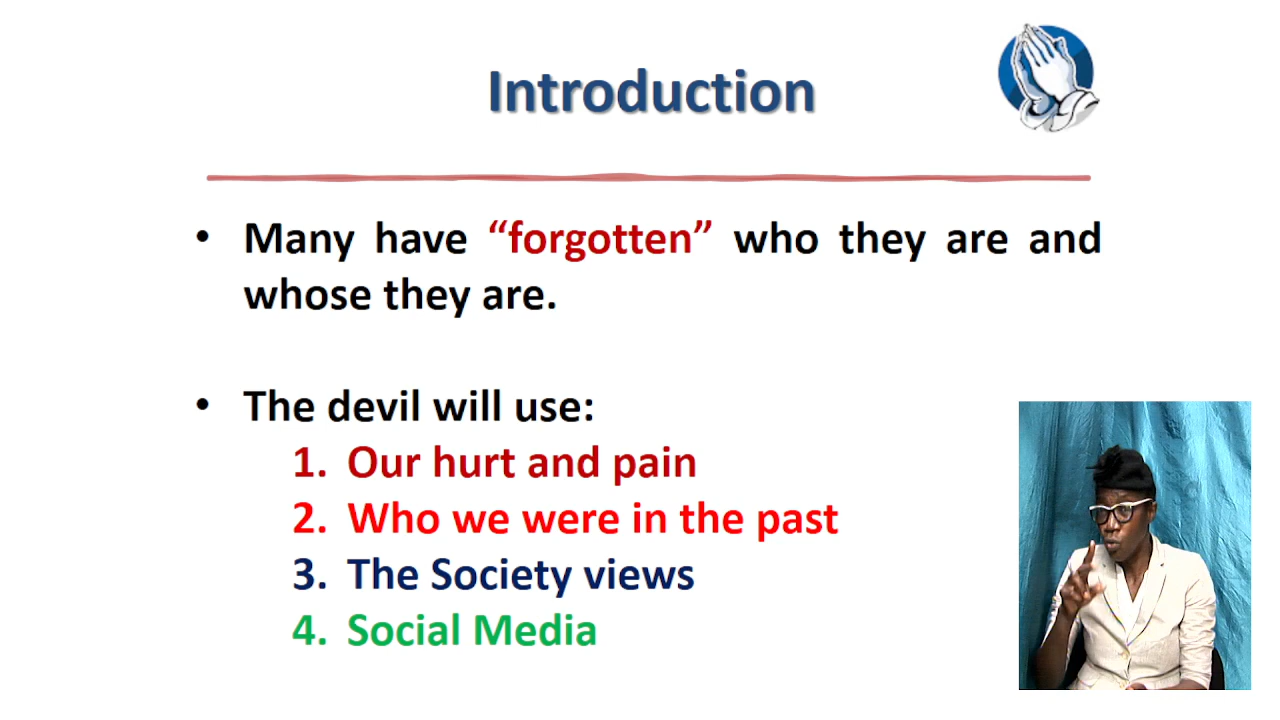 Introduction
• Many have “forgotten” who they are and
whose they are.
• The devil will use:
1. Our hurt and pain
2. Who we were in the past
3. The Society views
4. Social Media